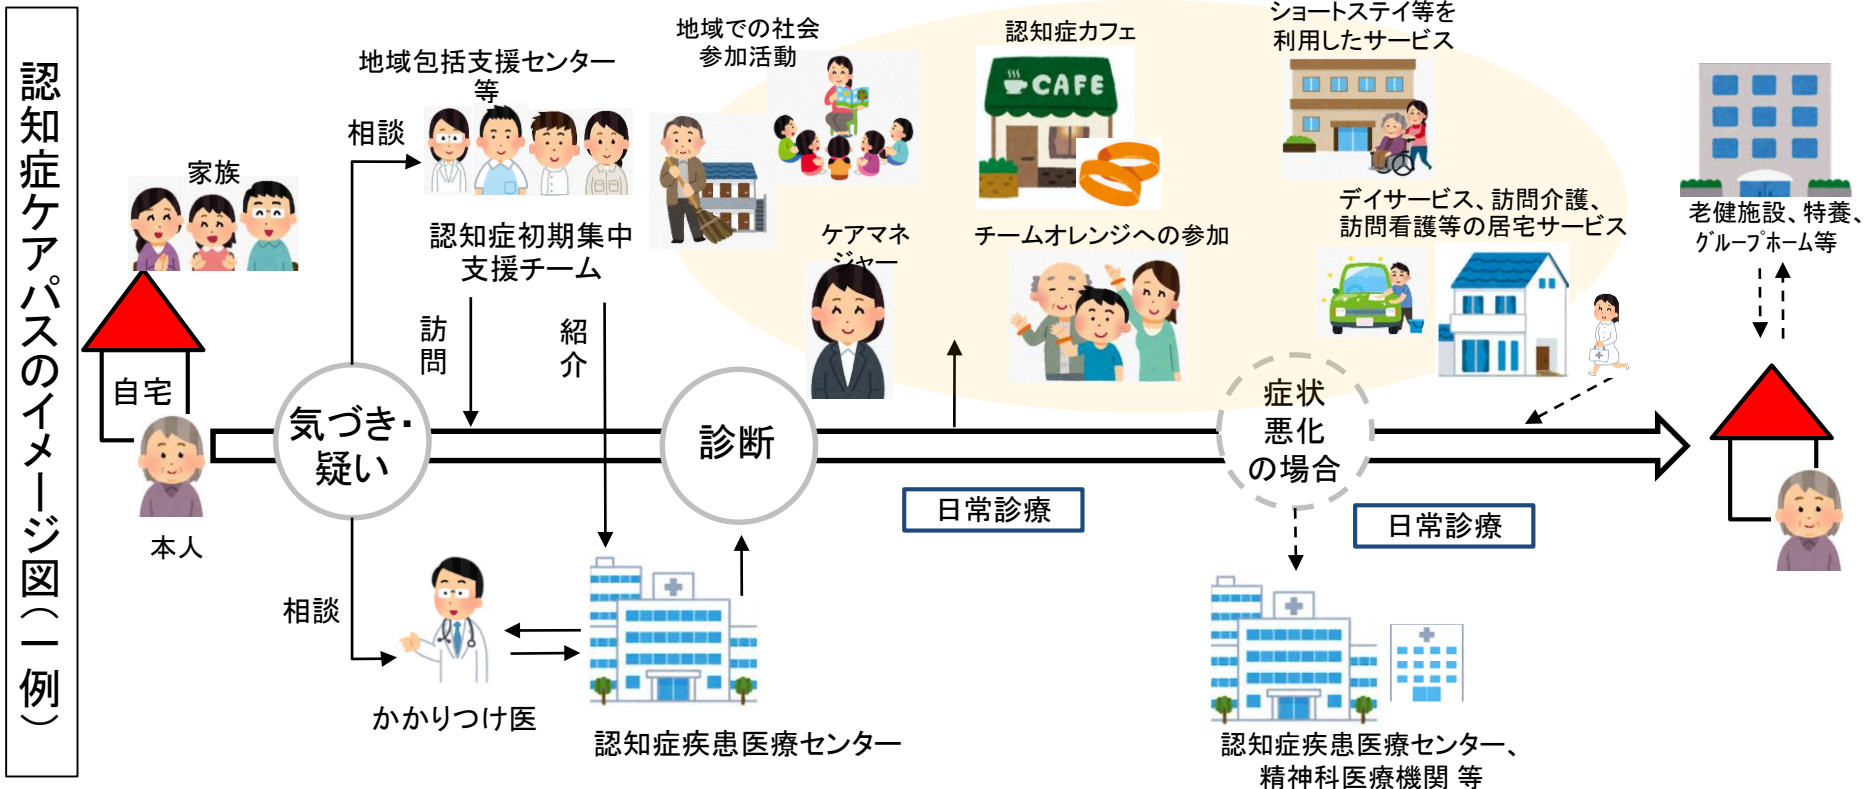 認知症ケアパスのイメージ図(一例)
家族
自宅
本人
相談
地域包括支援センター
等
認知症初期集中
支援チーム
訪問
紹介
気づき・
疑い
相談
かかりつけ医
認知症疾患医療センター
診断
地域での社会
参加活動
ケアマネ
ジャー
認知症カフェ
CAFE
チームオレンジへの参加
ショートステイ等を
利用したサービス
デイサービス、訪問介護、
訪問看護等の居宅サービス
日常診療
症状
悪化
の場合
日常診療
認知症疾患医療センター、
精神科医療機関 等
老健施設、特養、
グループホーム等